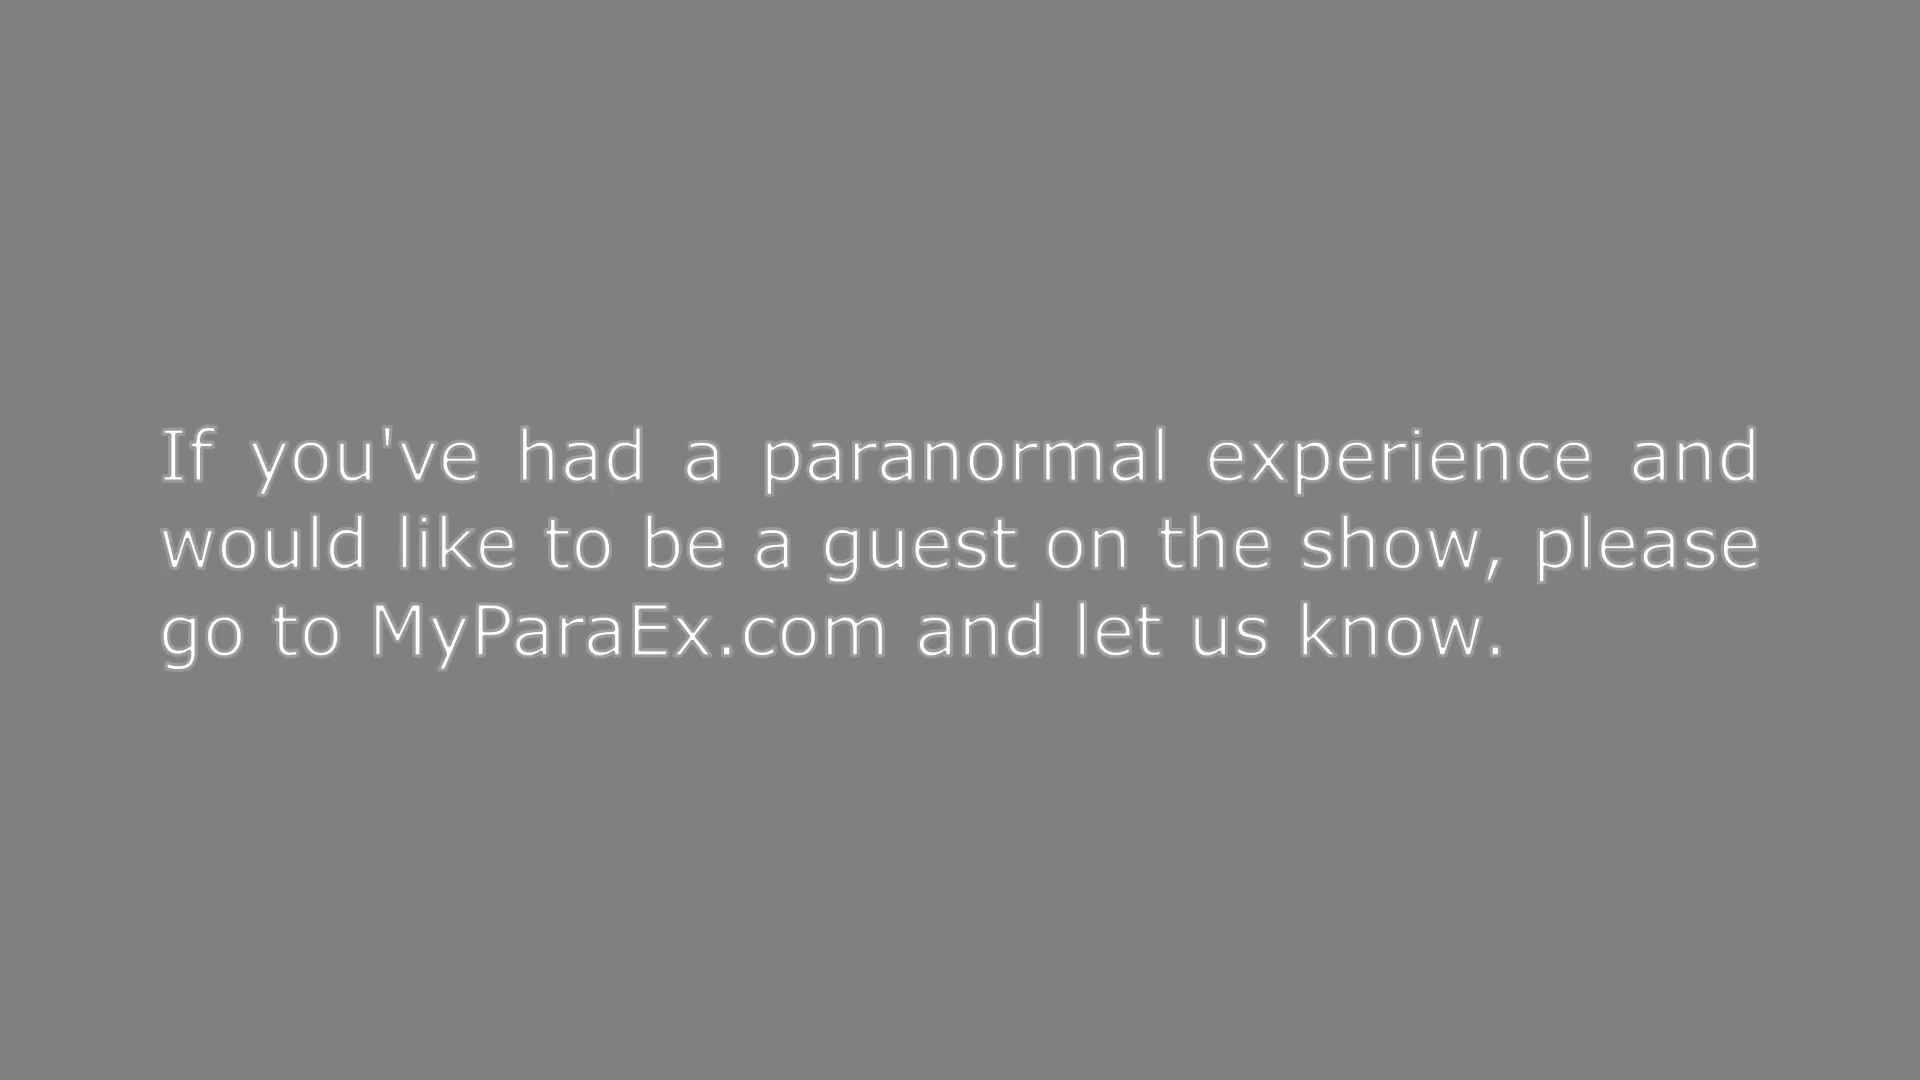 If you've had a paranormal experience and
would like to be a guest on the show, please
go to MyParaEx.com and let us know.